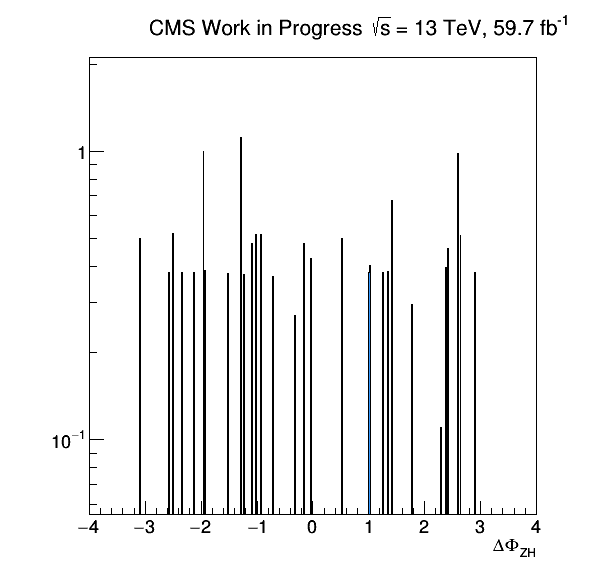 CMS Work in Progress √s = 13 TeV, 59.7 fb⁻¹
1
10⁻¹
−4 −3 −2 −1 0 1 2 3 4
ΔΦ_ZH